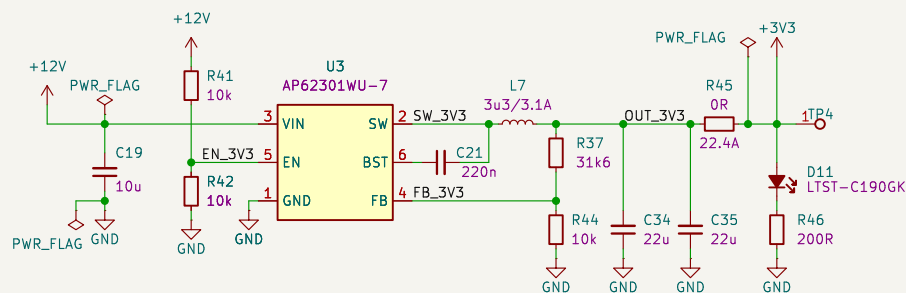 +12V
PWR_FLAG
+3V3
+12V
PWR_FLAG
R41
10k
U3
AP62301WU-7
L7
3u3/3.1A
R45
0R
22.4A
3
VIN
SW
2
SW_3V3
OUT_3V3
1
TP4
C19
10u
EN_3V3
5
EN
BST
6
C21
220n
R37
31k6
D11
LTST-C190GK
R42
10k
1
GND
FB
4
FB_3V3
R44
10k
C34
22u
C35
22u
R46
200R
PWR_FLAG
GND
GND
GND
GND
GND
GND
GND